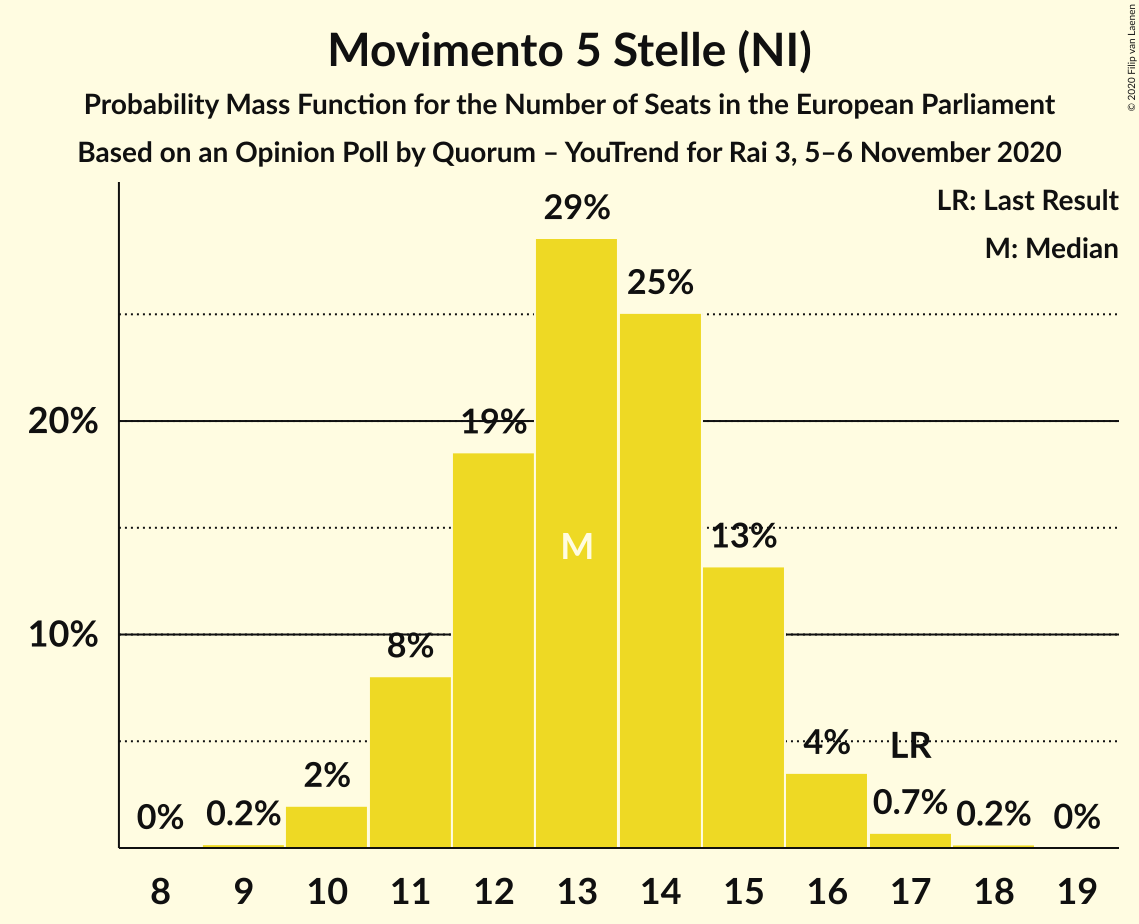 Movimento 5 Stelle (NI)
Probability Mass Function for the Number of Seats in the European Parliament
Based on an Opinion Poll by Quorum – YouTrend for Rai 3, 5–6 November 2020
© 2020 Filip van Laenen
LR: Last Result
M: Median
29%
25%
20%
19%
M
13%
10%
8%
4%
LR
2%
0.7%
0%
0.2%
0.2%
0%
8 9 10 11 12 13 14 15 16 17 18 19